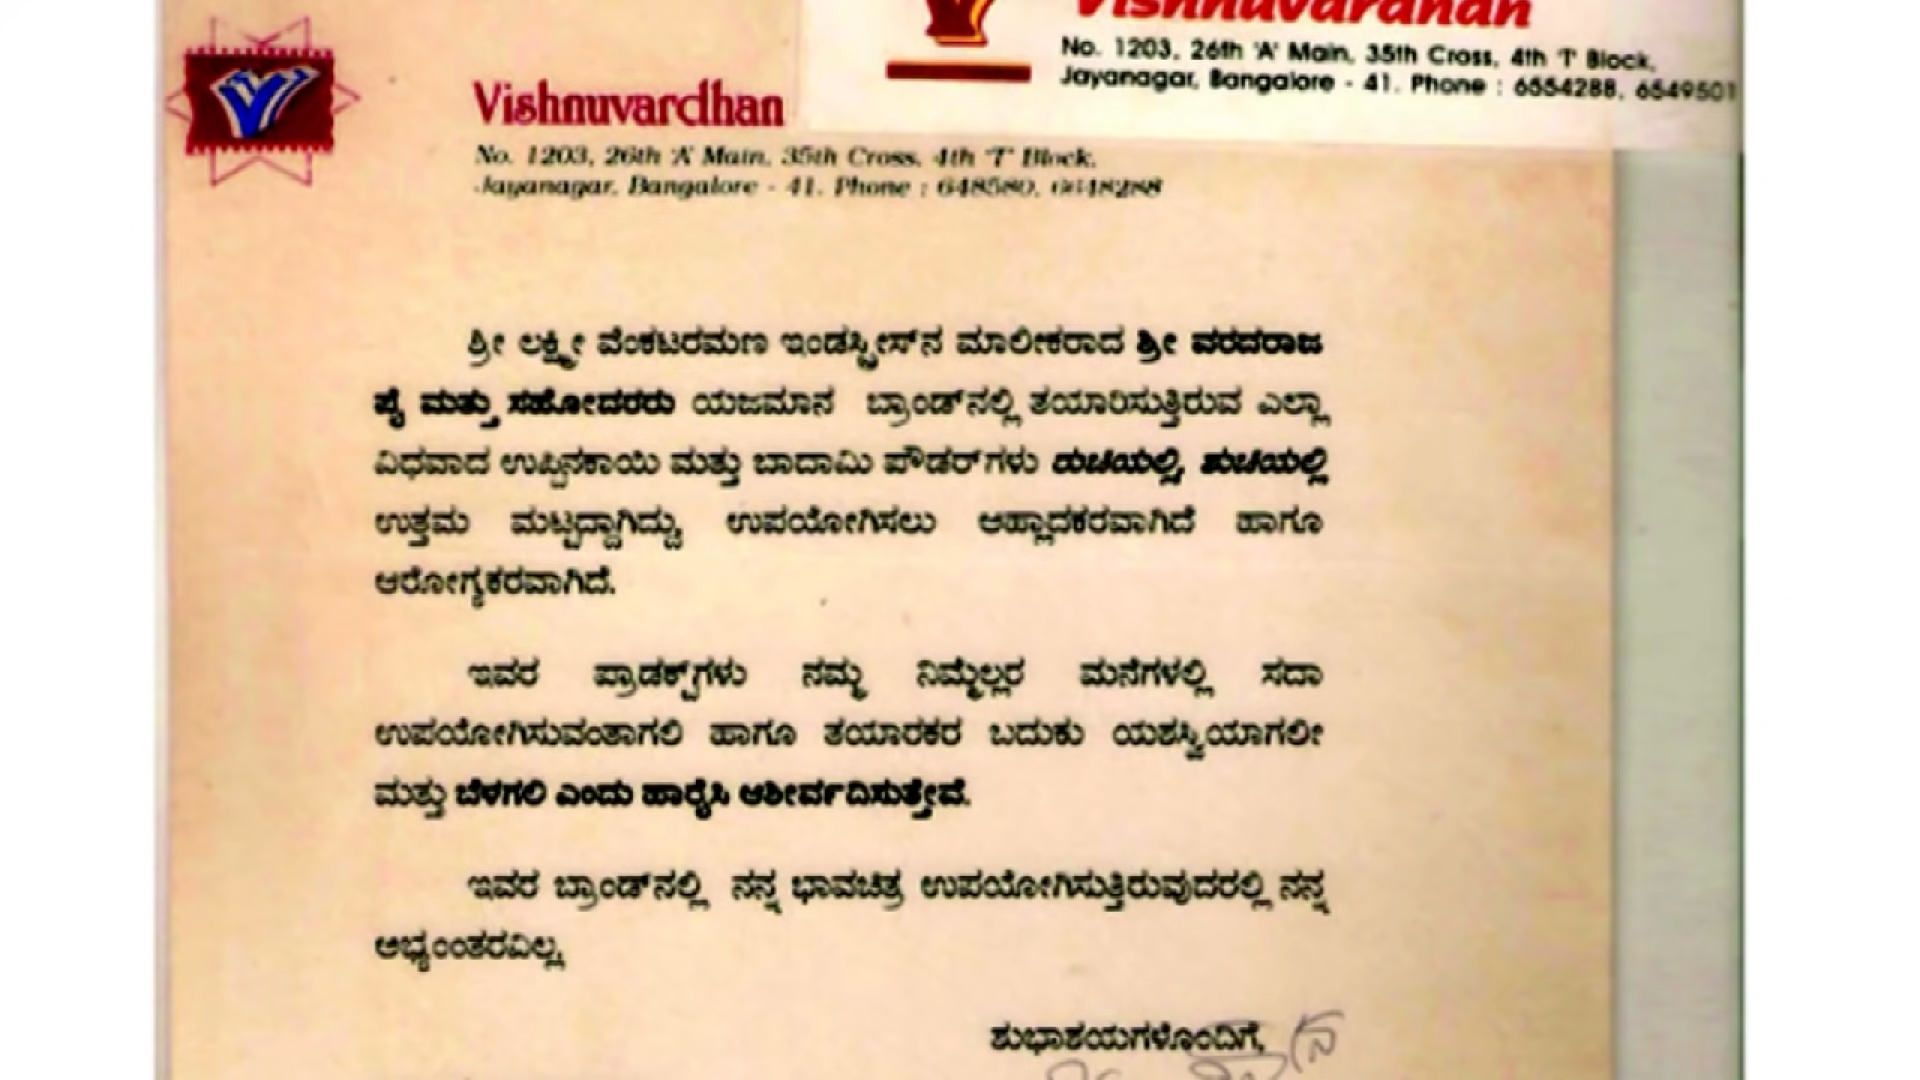 Vishnuvardhan
No. 1203, 26th 'A' Main, 35th Cross, 4th 'T' Block,
Jayanagar, Bangalore - 41. Phone : 6554288, 6549501
Vishnuvardhan
No. 1203, 26th 'A' Main, 35th Cross, 4th 'T' Block,
Jayanagar, Bangalore - 41. Phone : 648580, 6648288
ಶ್ರೀ ಲಕ್ಷ್ಮೀ ವೆಂಕಟರಮಣ ಇಂಡಸ್ಟ್ರೀಸ್‌ನ ಮಾಲೀಕರಾದ ಶ್ರೀ ವರದರಾಜ
ಪೈ ಮತ್ತು ಸಹೋದರರು ಯಜಮಾನ ಬ್ರಾಂಡ್‌ನಲ್ಲಿ ತಯಾರಿಸುತ್ತಿರುವ ಎಲ್ಲಾ
ವಿಧವಾದ ಉಪ್ಪಿನಕಾಯಿ ಮತ್ತು ಬಾದಾಮಿ ಪೌಡರ್‌ಗಳು ರುಚಿಯಲ್ಲಿ, ಶುಚಿಯಲ್ಲಿ
ಉತ್ತಮ ಮಟ್ಟದ್ದಾಗಿದ್ದು, ಉಪಯೋಗಿಸಲು ಆಹ್ಲಾದಕರವಾಗಿದೆ ಹಾಗೂ
ಆರೋಗ್ಯಕರವಾಗಿದೆ.
ಇವರ ಪ್ರಾಡಕ್ಟ್‌ಗಳು ನಮ್ಮ ನಿಮ್ಮೆಲ್ಲರ ಮನೆಗಳಲ್ಲಿ ಸದಾ
ಉಪಯೋಗಿಸುವಂತಾಗಲಿ ಹಾಗೂ ತಯಾರಕರ ಬದುಕು ಯಶಸ್ವಿಯಾಗಲೀ
ಮತ್ತು ಬೆಳಗಲಿ ಎಂದು ಹಾರೈಸಿ ಆಶೀರ್ವದಿಸುತ್ತೇವೆ.
ಇವರ ಬ್ರಾಂಡ್‌ನಲ್ಲಿ ನನ್ನ ಭಾವಚಿತ್ರ ಉಪಯೋಗಿಸುತ್ತಿರುವುದರಲ್ಲಿ ನನ್ನ
ಅಭ್ಯಂಂತರವಿಲ್ಲ.
ಶುಭಾಶಯಗಳೊಂದಿಗೆ,